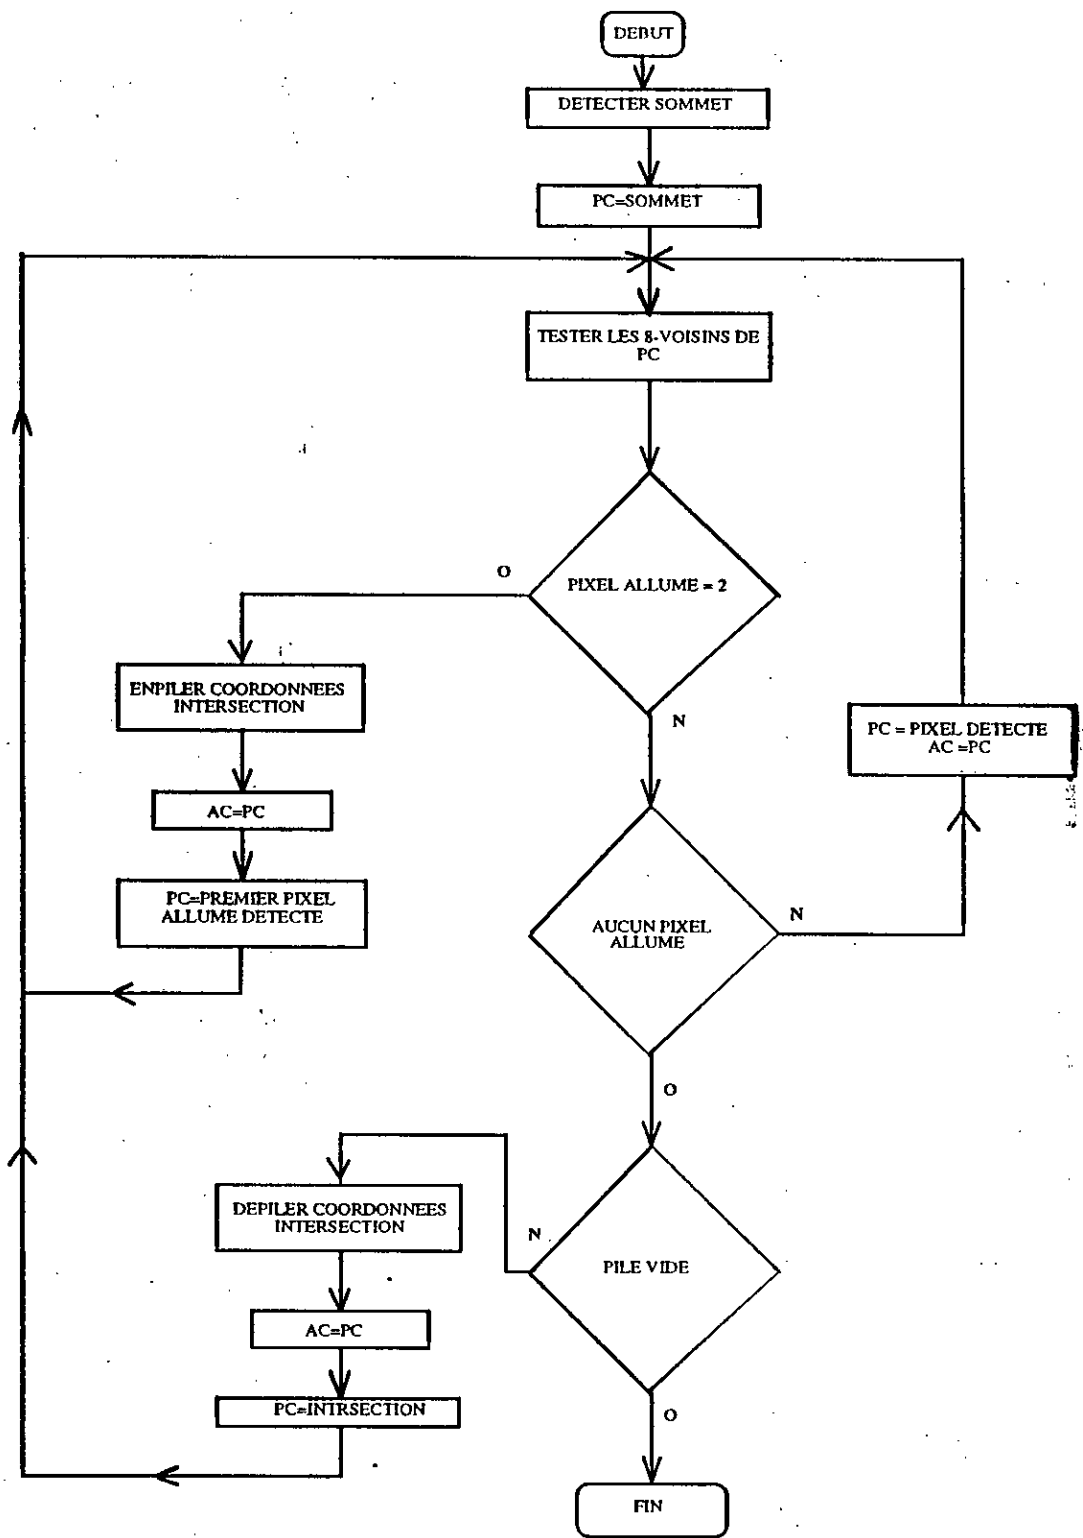 DEBUT
DETECTER SOMMET
PC=SOMMET
TESTER LES 8-VOISINS DE
PC
PIXEL ALLUME = 2
O
N
ENPILER COORDONNEES
INTERSECTION
AC=PC
PC=PREMIER PIXEL
ALLUME DETECTE
PC = PIXEL DETECTE
AC =PC
AUCUN PIXEL
ALLUME
N
O
PILE VIDE
N
DEPILER COORDONNEES
INTERSECTION
AC=PC
PC=INTRSECTION
O
FIN